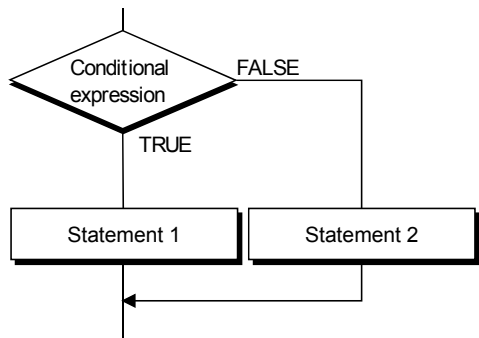 Conditional
expression
FALSE
TRUE
Statement 1
Statement 2